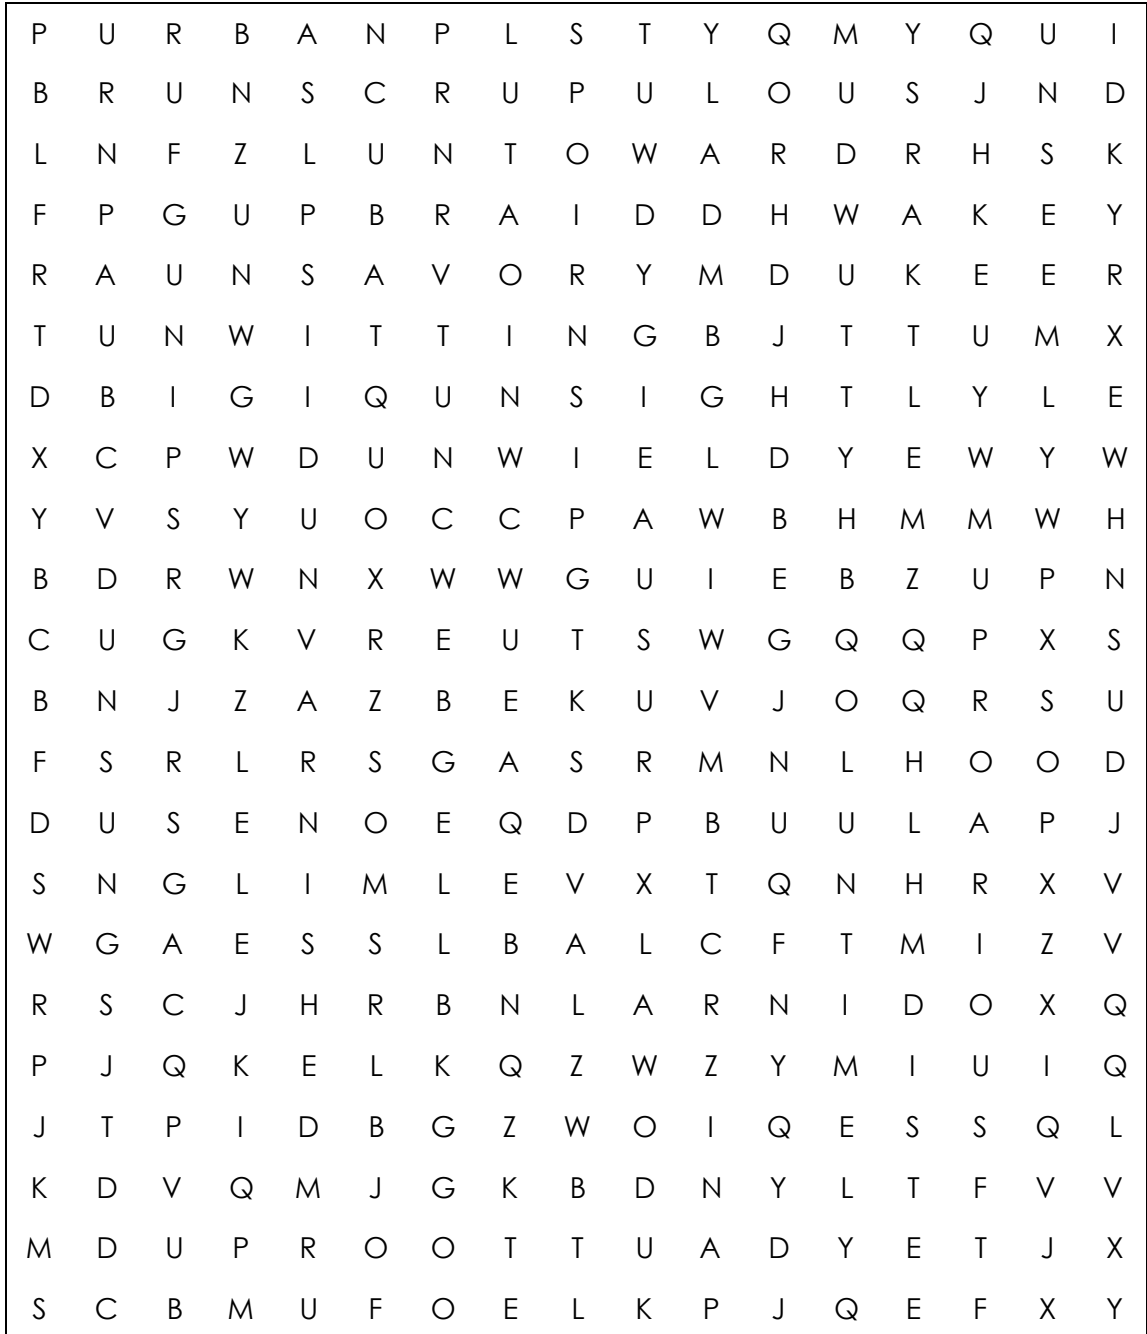 P U R B A N P L S T Y Q M Y Q U I
B R U N S C R U P U L O U S J N D
L N F Z L U N T O W A R D R H S K
F P G U P B R A I D D H W A K E Y
R A U N S A V O R Y M D U K E E R
T U N W I T T I N G B J T T U M X
D B I G I Q U N S I G H T L Y L E
X C P W D U N W I E L D Y E W Y W
Y V S Y U O C C P A W B H M M W H
B D R W N X W W G U I E B Z U P N
C U G K V R E U T S W G Q Q P X S
B N J Z A Z B E K U V J O Q R S U
F S R L R S G A S R M N L H O O D
D U S E N O E Q D P B U U L A P J
S N G L I M L E V X T Q N H R X V
W G A E S S L B A L C F T M I Z V
R S C J H R B N L A R N I D O X Q
P J Q K E L K Q Z W Z Y M I U I Q
J T P I D B G Z W O I Q E S S Q L
K D V Q M J G K B D N Y L T F V V
M D U P R O O T T U A D Y E T J X
S C B M U F O E L K P J Q E F X Y